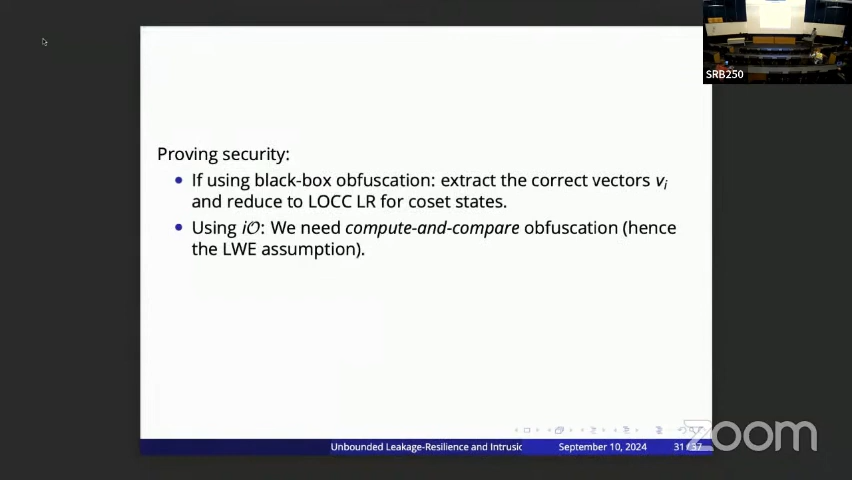 SRB250
Proving security:
• If using black-box obfuscation: extract the correct vectors vᵢ
and reduce to LOCC LR for coset states.
• Using i𝒪: We need compute-and-compare obfuscation (hence
the LWE assumption).
Unbounded Leakage-Resilience and Intrusic
September 10, 2024
31 / 37
zoom